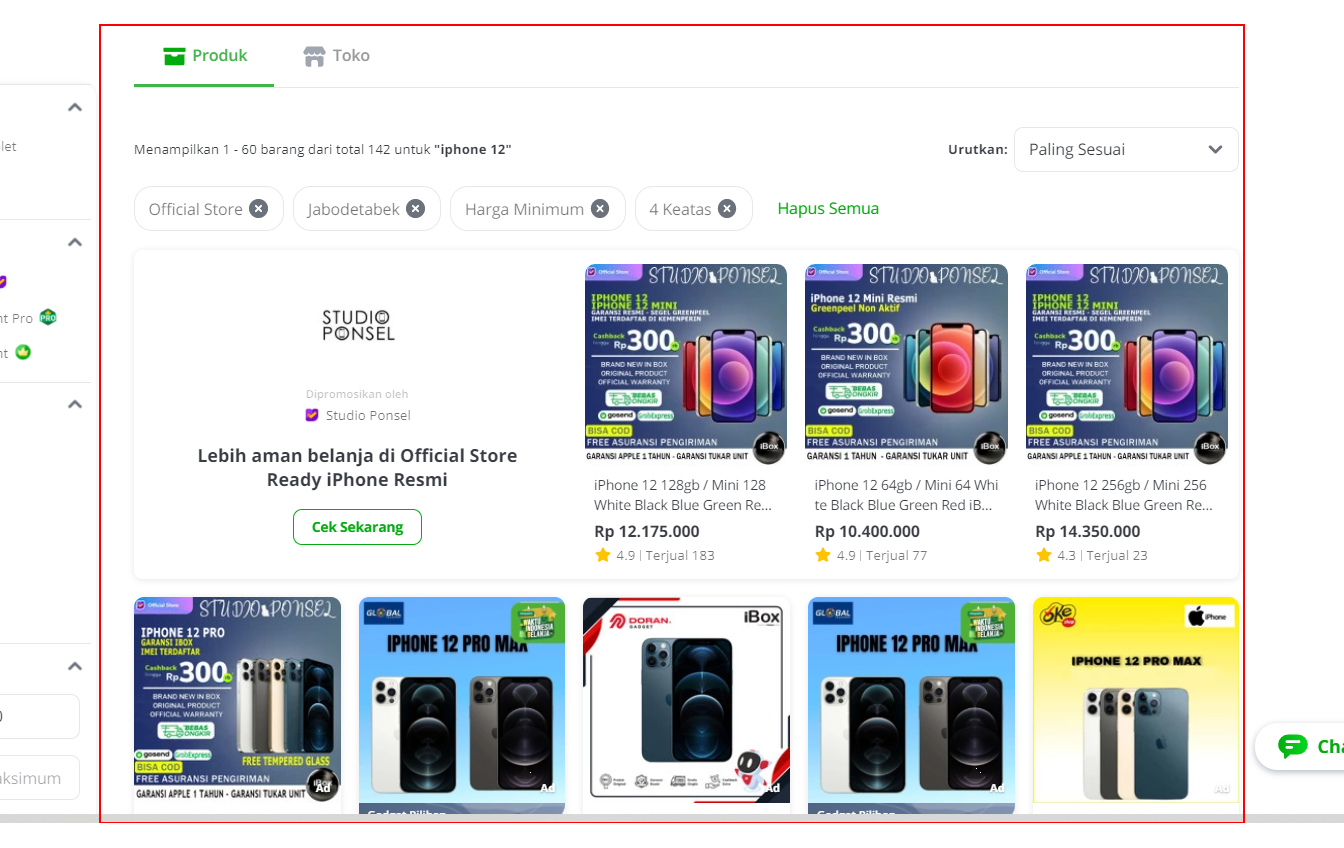 Produk
Toko
Menampilkan 1 - 60 barang dari total 142 untuk "iphone 12"
Urutkan:
Paling Sesuai
Official Store
Jabodetabek
Harga Minimum
4 Keatas
Hapus Semua
nt Pro
PRO
nt
STUDIO
PONSEL
Dipromosikan oleh
Studio Ponsel
Lebih aman belanja di Official Store
Ready iPhone Resmi
Cek Sekarang
Official Store
STUDIO PONSEL
IPHONE 12
IPHONE 12 MINI
GARANSI RESMI - SEGEL GREENPEEL
IMEI TERDAFTAR DI KEMENPERIN
Cashback
hingga
Rp300
BRAND NEW IN BOX
ORIGINAL PRODUCT
OFFICIAL WARRANTY
BEBAS
ONGKIR
gosend
GrabExpress
BISA COD
FREE ASURANSI PENGIRIMAN
GARANSI APPLE 1 TAHUN - GARANSI TUKAR UNIT
iBox
iPhone 12 128gb / Mini 128
White Black Blue Green Re...
Rp 12.175.000
4.9 | Terjual 183
Official Store
STUDIO PONSEL
iPhone 12 Mini Resmi
Greenpeel Non Aktif
Cashback
hingga
Rp300
BRAND NEW IN BOX
ORIGINAL PRODUCT
OFFICIAL WARRANTY
BEBAS
ONGKIR
gosend
GrabExpress
BISA COD
FREE ASURANSI PENGIRIMAN
GARANSI 1 TAHUN - GARANSI TUKAR UNIT
iBox
iPhone 12 64gb / Mini 64 Whi
te Black Blue Green Red iB...
Rp 10.400.000
4.9 | Terjual 77
Official Store
STUDIO PONSEL
IPHONE 12
IPHONE 12 MINI
GARANSI RESMI - SEGEL GREENPEEL
IMEI TERDAFTAR DI KEMENPERIN
Cashback
hingga
Rp300
BRAND NEW IN BOX
ORIGINAL PRODUCT
OFFICIAL WARRANTY
BEBAS
ONGKIR
gosend
GrabExpress
BISA COD
FREE ASURANSI PENGIRIMAN
GARANSI APPLE 1 TAHUN - GARANSI TUKAR UNIT
iBox
iPhone 12 256gb / Mini 256
White Black Blue Green Re...
Rp 14.350.000
4.3 | Terjual 23
Official Store
STUDIO PONSEL
IPHONE 12 PRO
GARANSI IBOX
IMEI TERDAFTAR
Cashback
hingga
Rp300
BRAND NEW IN BOX
ORIGINAL PRODUCT
OFFICIAL WARRANTY
BEBAS
ONGKIR
gosend
GrabExpress
FREE TEMPERED GLASS
BISA COD
FREE ASURANSI PENGIRIMAN
GARANSI APPLE 1 TAHUN - GARANSI TUKAR UNIT
iBox
Ad
GLOBAL
WAKTU
INDONESIA
BELANJA
IPHONE 12 PRO MAX
Ad
Gadget Pilihan
DORAN
GADGET
iBox
Ad
GLOBAL
WAKTU
INDONESIA
BELANJA
IPHONE 12 PRO MAX
Ad
Gadget Pilihan
oke
shop
iPhone
IPHONE 12 PRO MAX
Ad
Cha